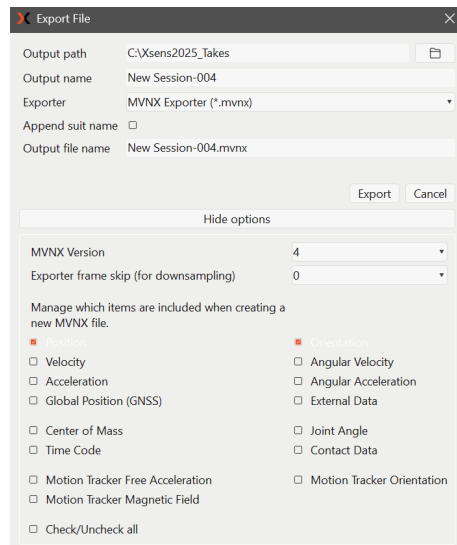 Export File
Output path C:\Xsens2025_Takes
Output name New Session-004
Exporter MVNX Exporter (*.mvnx)
Append suit name
Output file name New Session-004.mvnx
Export Cancel
Hide options
MVNX Version 4
Exporter frame skip (for downsampling) 0
Manage which items are included when creating a
new MVNX file.
Position Orientation
Velocity Angular Velocity
Acceleration Angular Acceleration
Global Position (GNSS) External Data
Center of Mass Joint Angle
Time Code Contact Data
Motion Tracker Free Acceleration Motion Tracker Orientation
Motion Tracker Magnetic Field
Check/Uncheck all